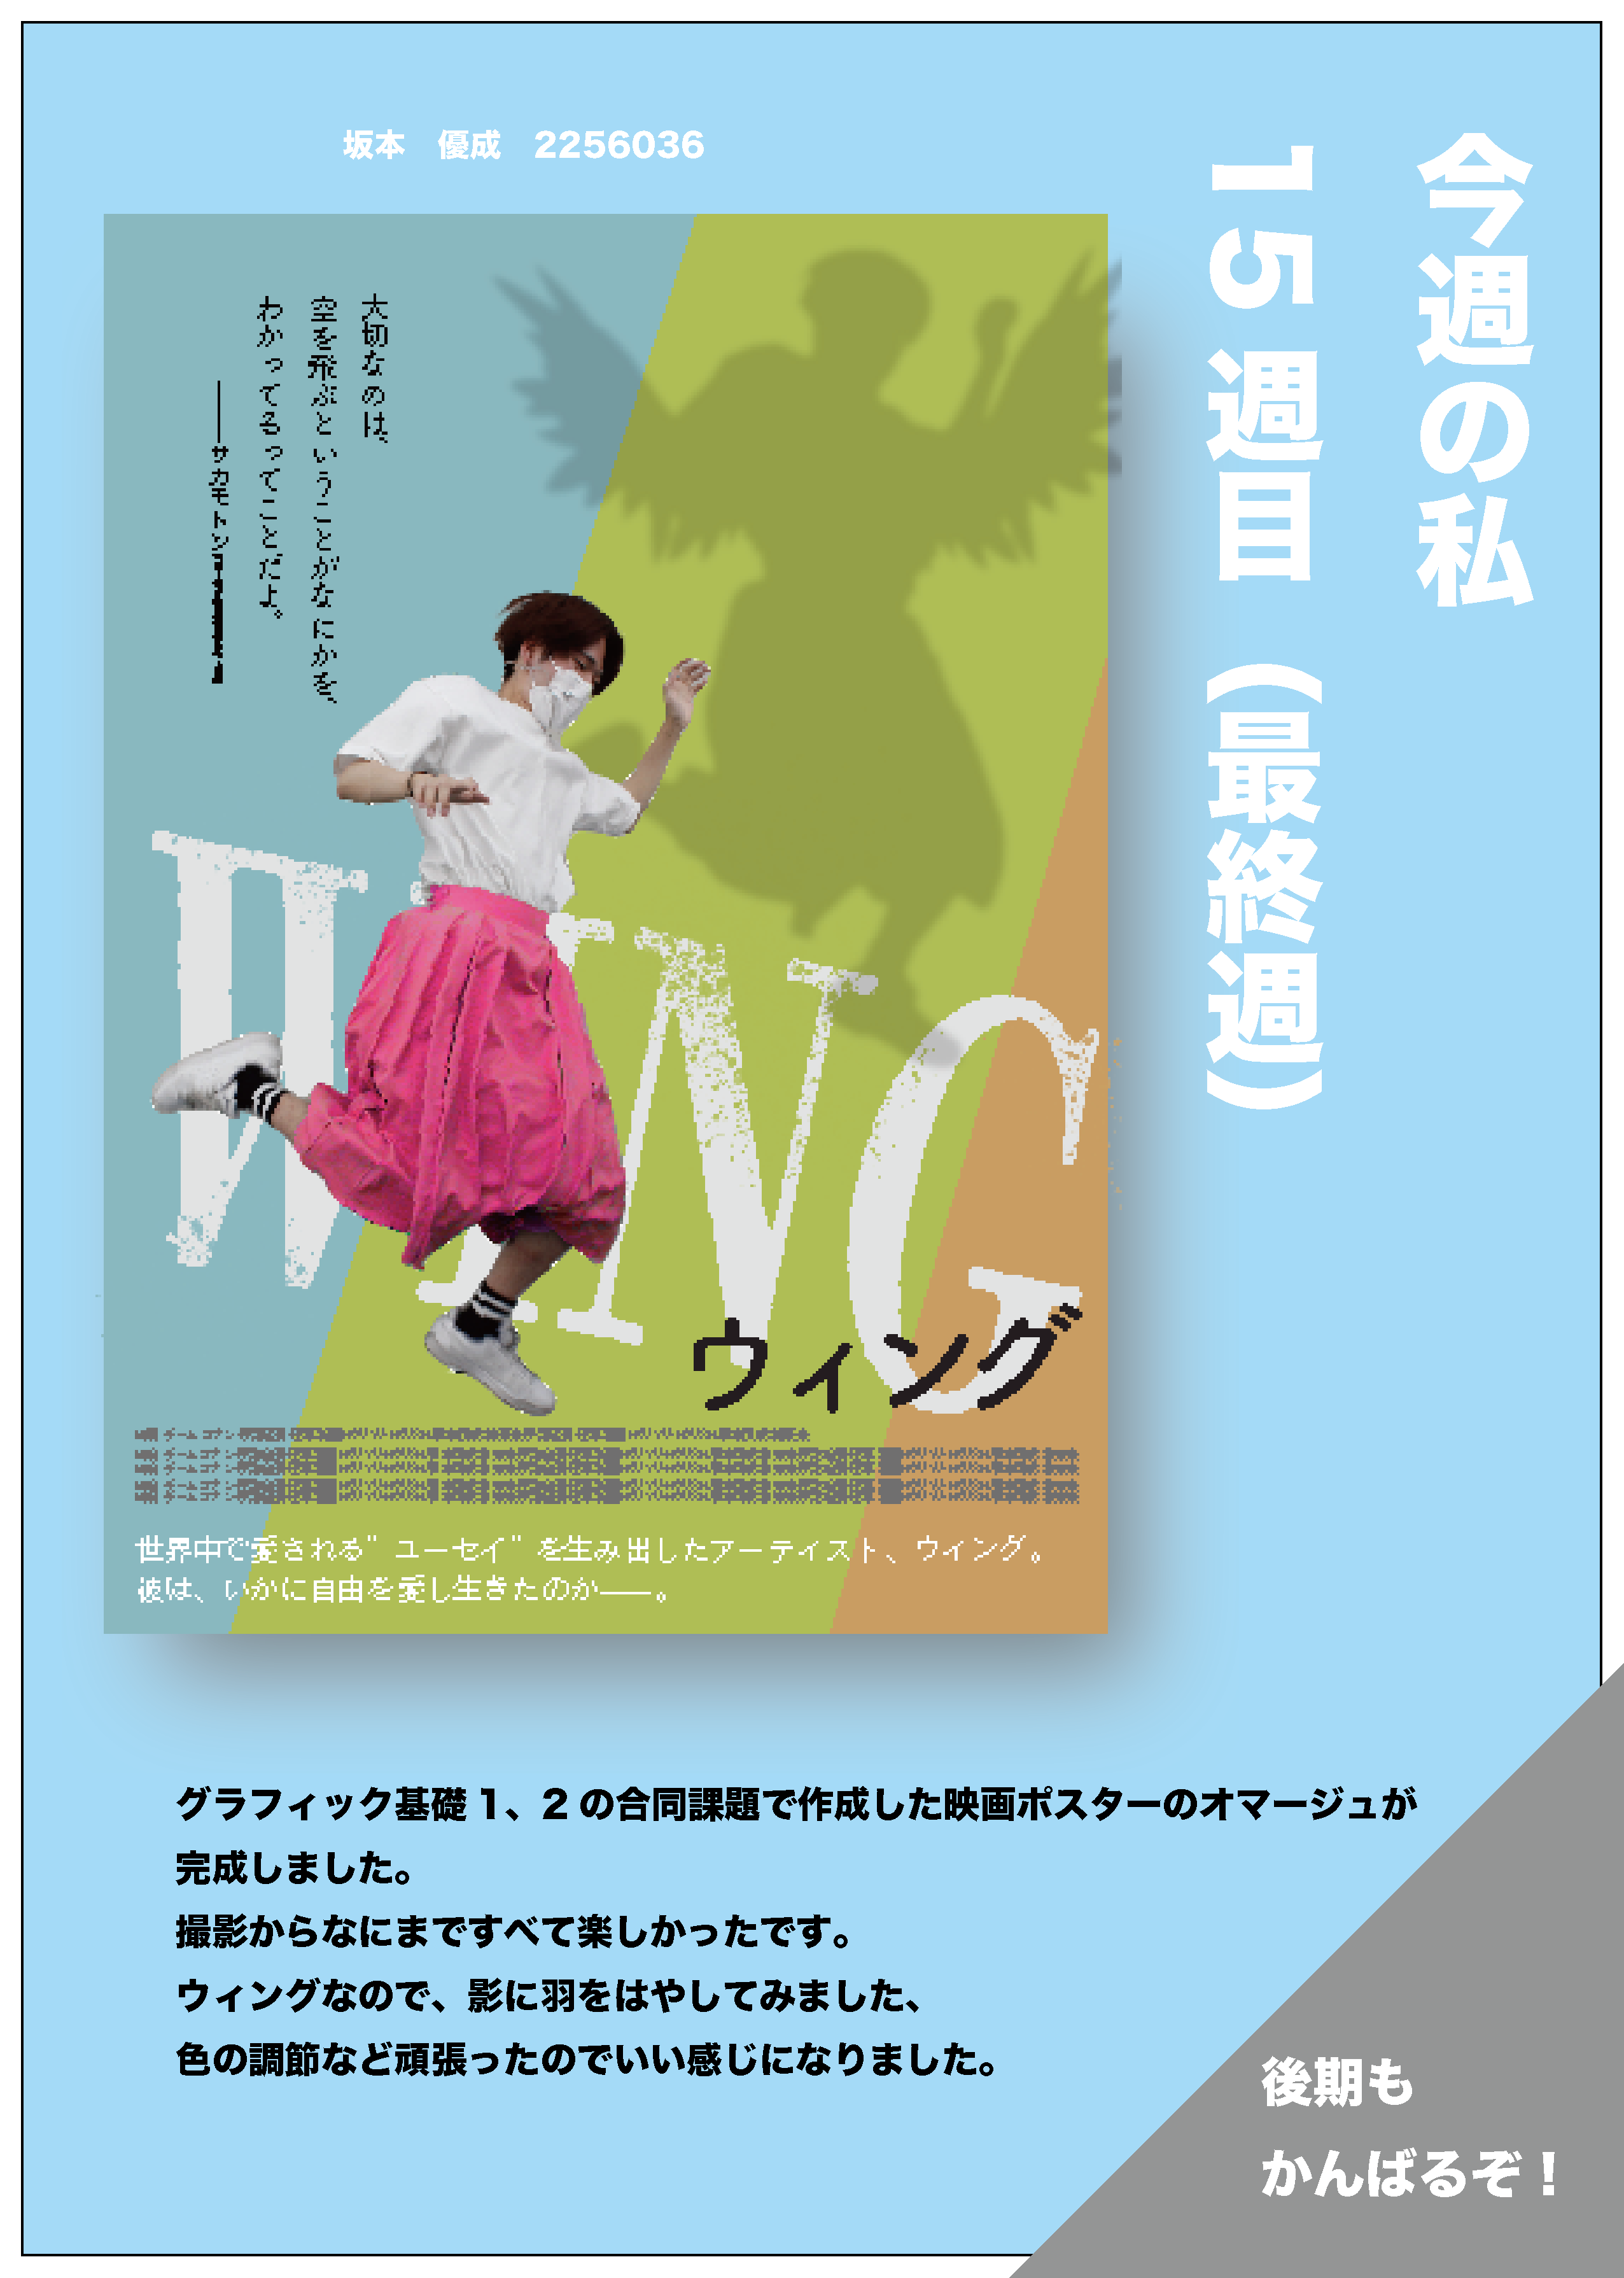 今週の私
15週目（最終週）
坂本　優成　2256036
大切なのは、
空を飛ぶということがなにかを、
わかってるってことだよ。
――サカモトン
WING
ウィング
世界中で愛される”ユーセイ”を生み出したアーティスト、ウイング。
彼は、いかに自由を愛し生きたのか――。
グラフィック基礎1、2の合同課題で作成した映画ポスターのオマージュが
完成しました。
撮影からなにまですべて楽しかったです。
ウィングなので、影に羽をはやしてみました、
色の調節など頑張ったのでいい感じになりました。
後期も
かんばるぞ！